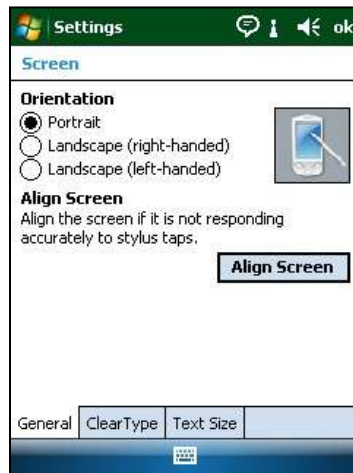 Settings
ok
Screen
Orientation
Portrait
Landscape (right-handed)
Landscape (left-handed)
Align Screen
Align the screen if it is not responding
accurately to stylus taps.
Align Screen
General ClearType Text Size